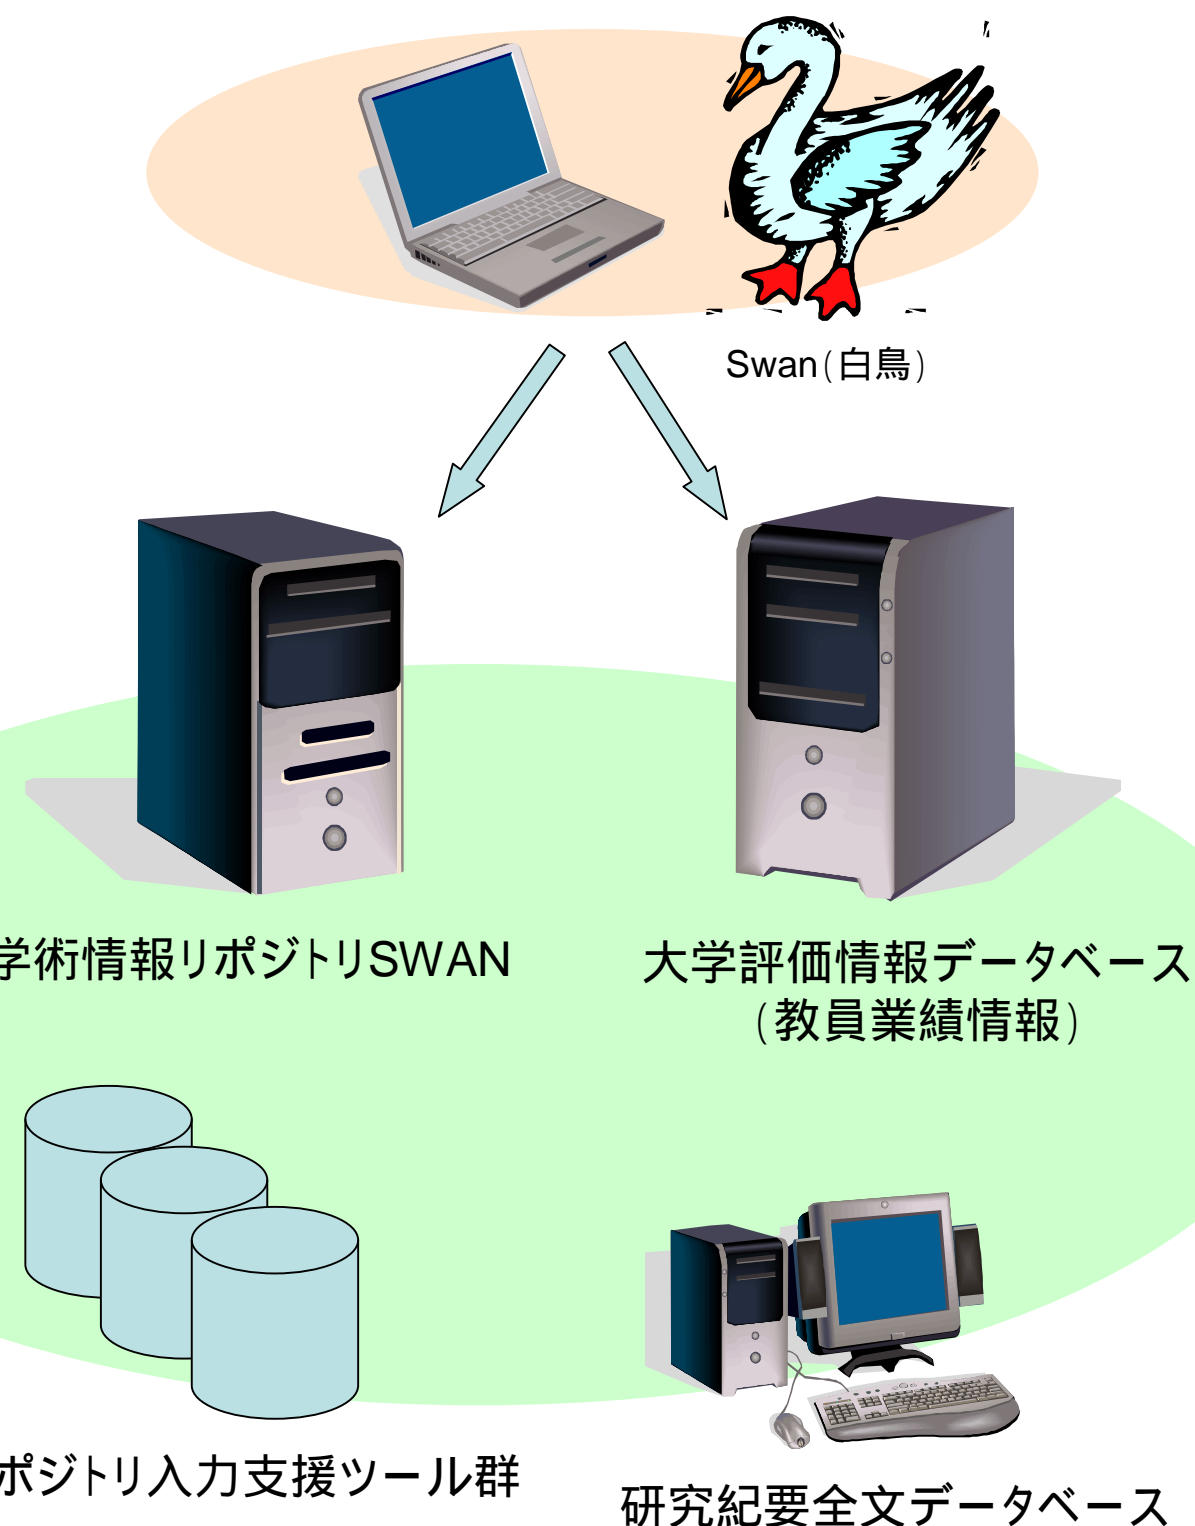 Swan(白鳥)
学術情報リポジトリSWAN
大学評価情報データベース
(教員業績情報)
ポジトリ入力支援ツール群
研究紀要全文データベース